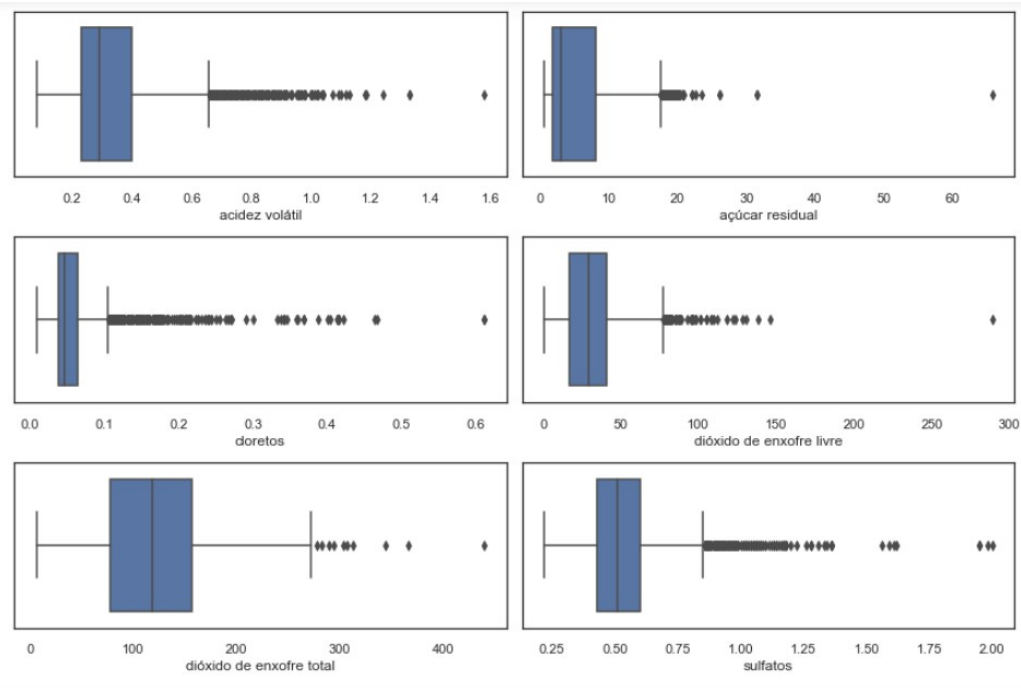 0.2 0.4 0.6 0.8 1.0 1.2 1.4 1.6
acidez volátil
0 10 20 30 40 50 60
açúcar residual
0.0 0.1 0.2 0.3 0.4 0.5 0.6
cloretos
0 50 100 150 200 250 300
dióxido de enxofre livre
0 100 200 300 400
dióxido de enxofre total
0.25 0.50 0.75 1.00 1.25 1.50 1.75 2.00
sulfatos